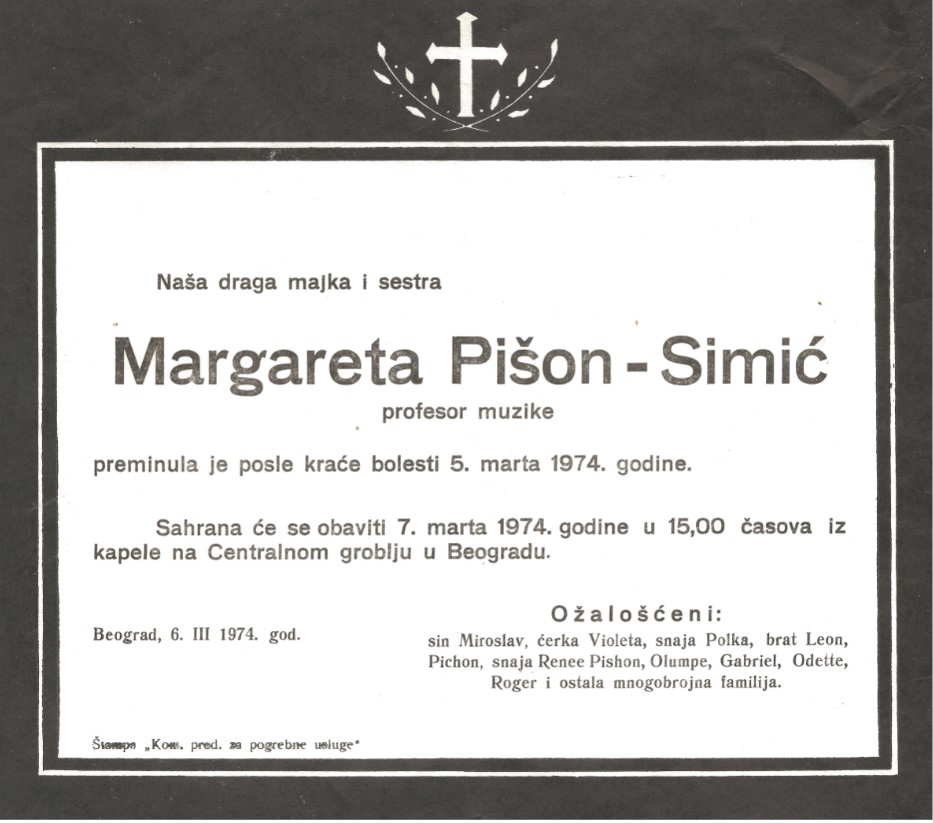 Naša draga majka i sestra
Margareta Pišon - Simić
profesor muzike
preminula je posle kraće bolesti 5. marta 1974. godine.
Sahrana će se obaviti 7. marta 1974. godine u 15,00 časova iz
kapele na Centralnom groblju u Beogradu.
Ožalošćeni:
sin Miroslav, ćerka Violeta, snaja Polka, brat Leon,
Pichon, snaja Renee Pishon, Olumpe, Gabriel, Odette,
Roger i ostala mnogobrojna familija.
Beograd, 6. III 1974. god.
Štampa „Kom. pred. za pogrebne usluge"